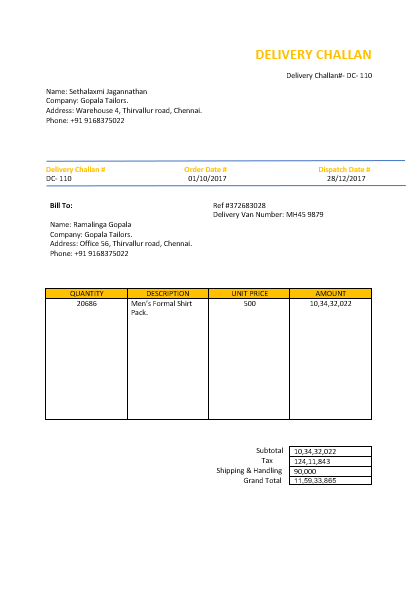 DELIVERY CHALLAN
Delivery Challan#- DC- 110
Name: Sethalaxmi Jagannathan
Company: Gopala Tailors.
Address: Warehouse 4, Thirvallur road, Chennai.
Phone: +91 9168375022
Delivery Challan # Order Date # Dispatch Date #
DC- 110 01/10/2017 28/12/2017
Bill To: Ref #372683028
Delivery Van Number: MH45 9879
Name: Ramalinga Gopala
Company: Gopala Tailors.
Address: Office 56, Thirvallur road, Chennai.
Phone: +91 9168375022
QUANTITY DESCRIPTION UNIT PRICE AMOUNT
20686 Men's Formal Shirt 500 10,34,32,022
Pack.
Subtotal 10,34,32,022
Tax 124,11,843
Shipping & Handling 90,000
Grand Total 11,59,33,865